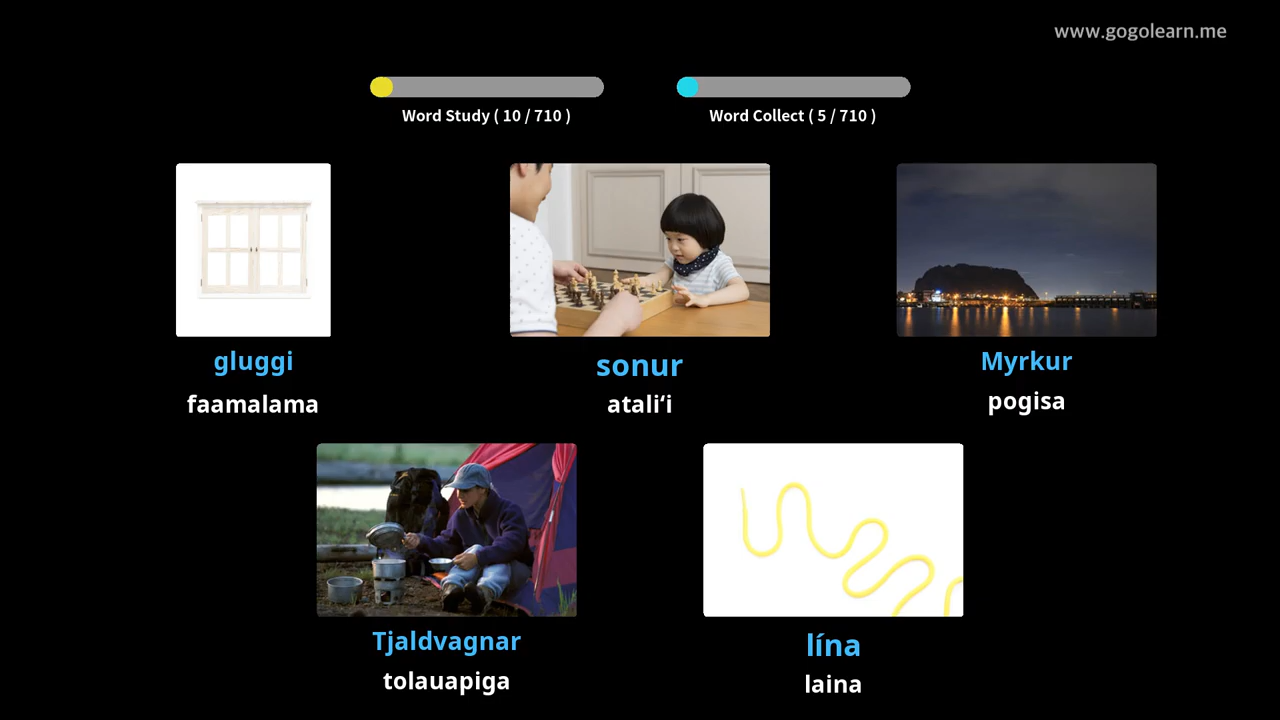 www.gogolearn.me
Word Study ( 10 / 710 )
Word Collect ( 5 / 710 )
gluggi
faamalama
sonur
ataliʻi
Myrkur
pogisa
Tjaldvagnar
tolauapiga
lína
laina